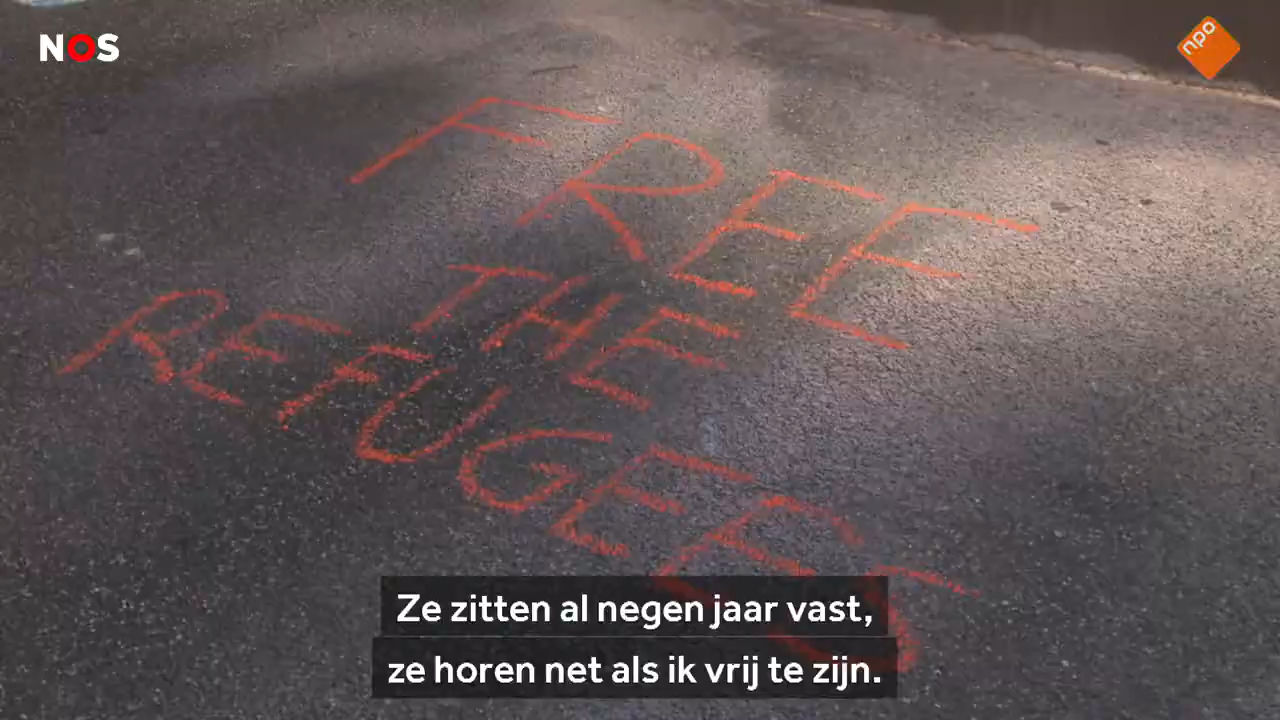 NOS
npo
FREE
THE
REFUGEES
Ze zitten al negen jaar vast,
ze horen net als ik vrij te zijn.